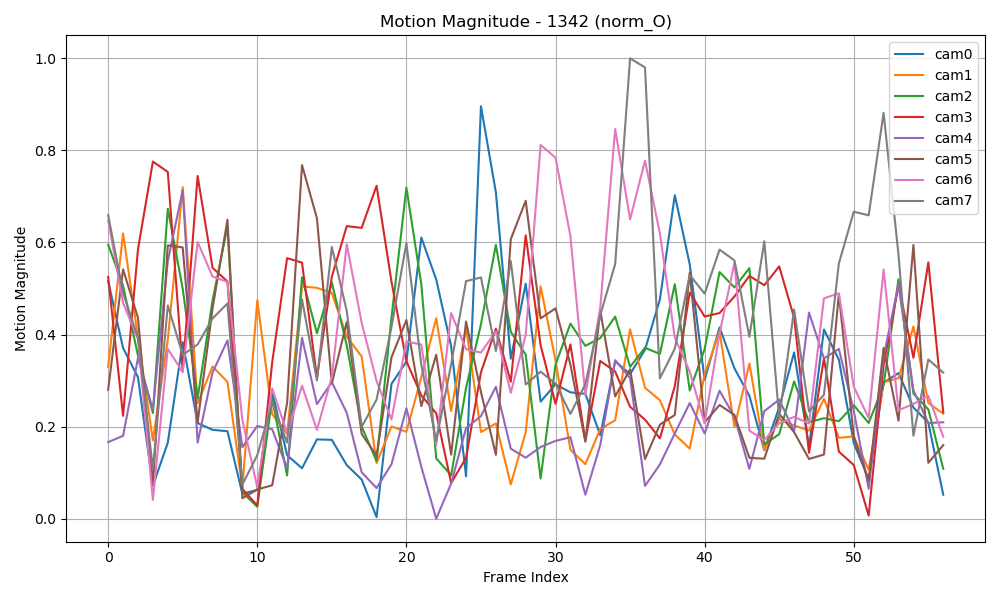 Motion Magnitude - 1342 (norm_O)
Motion Magnitude
1.0
0.8
0.6
0.4
0.2
0.0
0 10 20 30 40 50
Frame Index
cam0
cam1
cam2
cam3
cam4
cam5
cam6
cam7